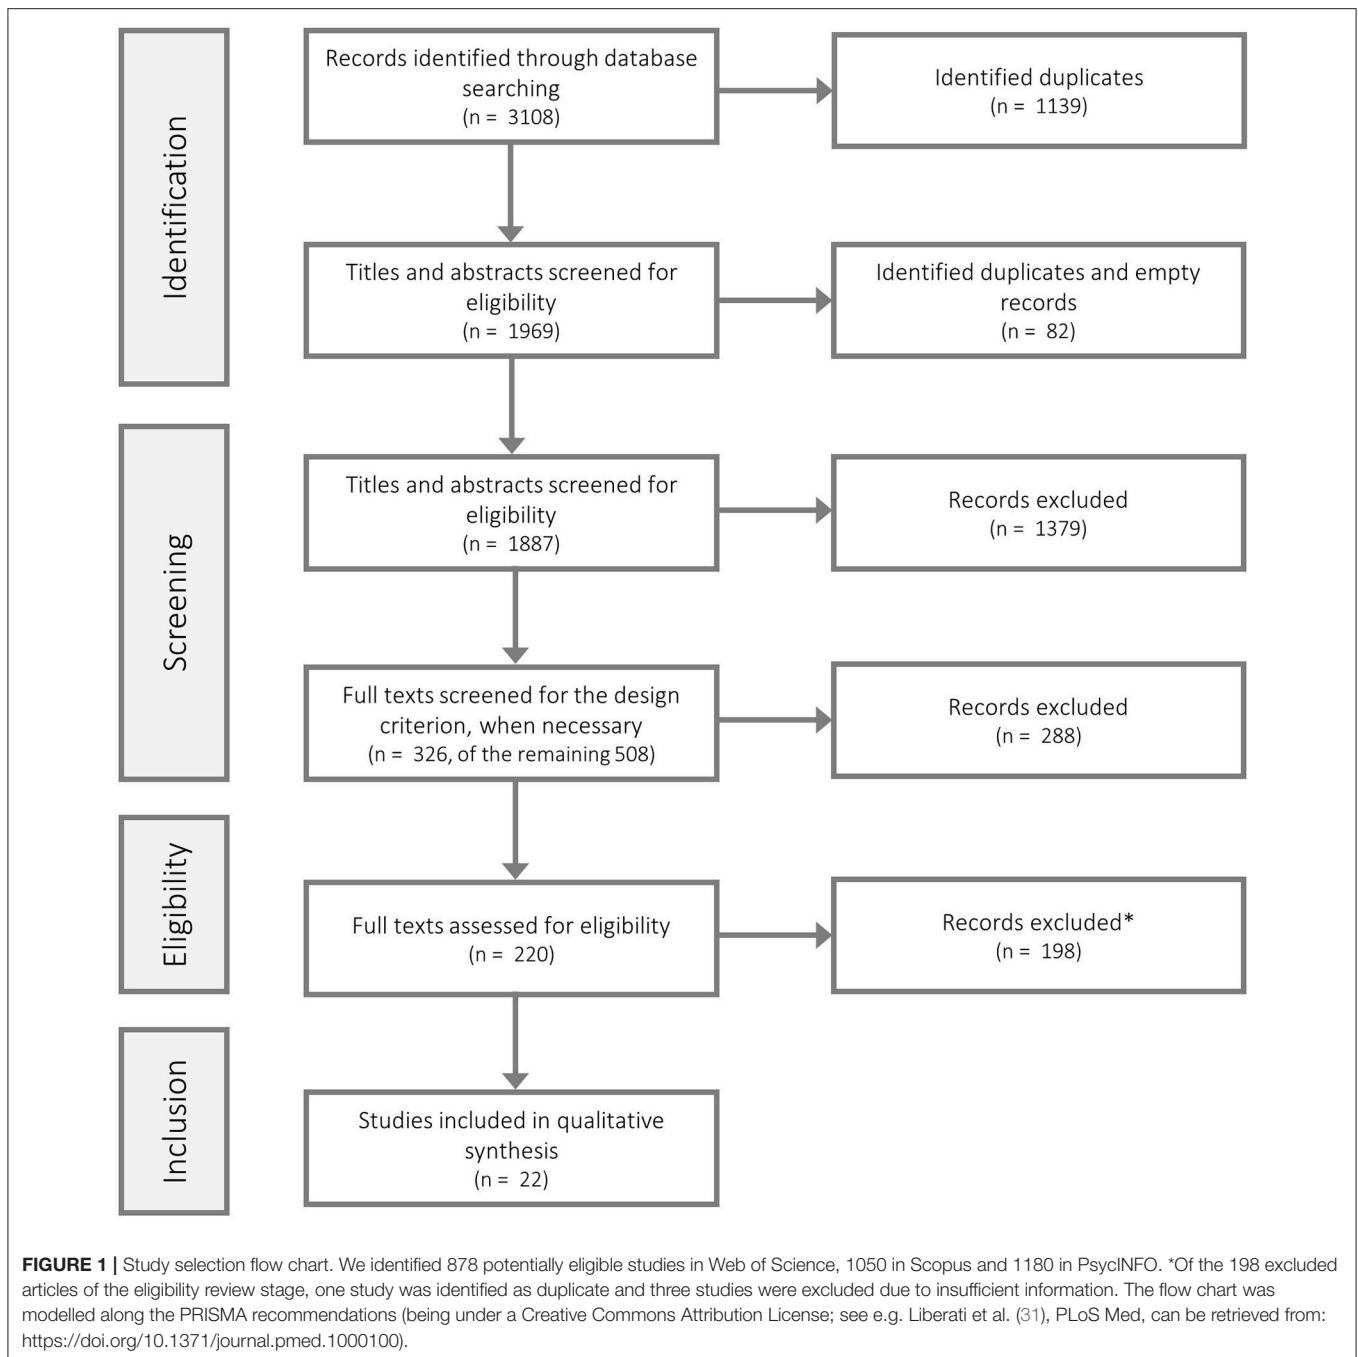 Identification
Records identified through database
searching
(n = 3108)
Identified duplicates
(n = 1139)
Titles and abstracts screened for
eligibility
(n = 1969)
Identified duplicates and empty
records
(n = 82)
Screening
Titles and abstracts screened for
eligibility
(n = 1887)
Records excluded
(n = 1379)
Full texts screened for the design
criterion, when necessary
(n = 326, of the remaining 508)
Records excluded
(n = 288)
Eligibility
Full texts assessed for eligibility
(n = 220)
Records excluded*
(n = 198)
Inclusion
Studies included in qualitative
synthesis
(n = 22)
FIGURE 1 | Study selection flow chart. We identified 878 potentially eligible studies in Web of Science, 1050 in Scopus and 1180 in PsycINFO. *Of the 198 excluded
articles of the eligibility review stage, one study was identified as duplicate and three studies were excluded due to insufficient information. The flow chart was
modelled along the PRISMA recommendations (being under a Creative Commons Attribution License; see e.g. Liberati et al. (31), PLoS Med, can be retrieved from:
https://doi.org/10.1371/journal.pmed.1000100).